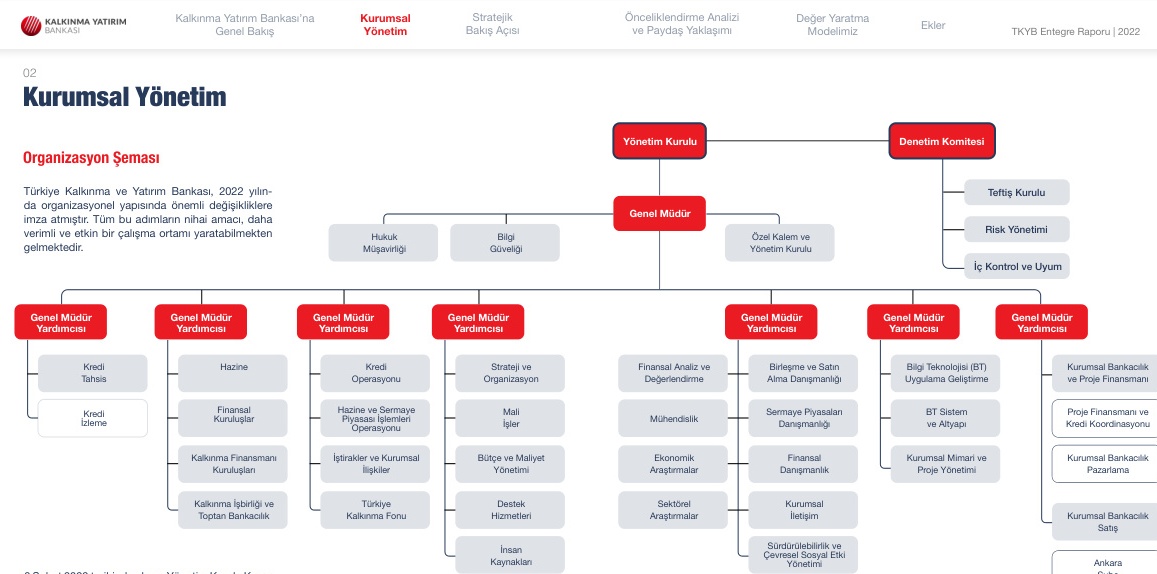 KALKINMA YATIRIM
BANKASI
Kalkınma Yatırım Bankası’na
Genel Bakış
Kurumsal
Yönetim
Stratejik
Bakış Açısı
Önceliklendirme Analizi
ve Paydaş Yaklaşımı
Değer Yaratma
Modelimiz
Ekler
TKYB Entegre Raporu | 2022
02
Kurumsal Yönetim
Organizasyon Şeması
Türkiye Kalkınma ve Yatırım Bankası, 2022 yılın-
da organizasyonel yapısında önemli değişikliklere
imza atmıştır. Tüm bu adımların nihai amacı, daha
verimli ve etkin bir çalışma ortamı yaratabilmekten
gelmektedir.
Yönetim Kurulu
Denetim Komitesi
Teftiş Kurulu
Risk Yönetimi
İç Kontrol ve Uyum
Genel Müdür
Hukuk
Müşavirliği
Bilgi
Güveliği
Özel Kalem ve
Yönetim Kurulu
Genel Müdür
Yardımcısı
Kredi
Tahsis
Kredi
İzleme
Genel Müdür
Yardımcısı
Hazine
Finansal
Kuruluşlar
Kalkınma Finansmanı
Kuruluşları
Kalkınma İşbirliği ve
Toptan Bankacılık
Genel Müdür
Yardımcısı
Kredi
Operasyonu
Hazine ve Sermaye
Piyasası İşlemleri
Operasyonu
İştirakler ve Kurumsal
İlişkiler
Türkiye
Kalkınma Fonu
Genel Müdür
Yardımcısı
Strateji ve
Organizasyon
Mali
İşler
Bütçe ve Maliyet
Yönetimi
Destek
Hizmetleri
İnsan
Kaynakları
Genel Müdür
Yardımcısı
Finansal Analiz ve
Değerlendirme
Mühendislik
Ekonomik
Araştırmalar
Sektörel
Araştırmalar
Birleşme ve Satın
Alma Danışmanlığı
Sermaye Piyasaları
Danışmanlığı
Finansal
Danışmanlık
Kurumsal
İletişim
Sürdürülebilirlik ve
Çevresel Sosyal Etki
Yönetimi
Genel Müdür
Yardımcısı
Bilgi Teknolojisi (BT)
Uygulama Geliştirme
BT Sistem
ve Altyapı
Kurumsal Mimari ve
Proje Yönetimi
Genel Müdür
Yardımcısı
Kurumsal Bankacılık
ve Proje Finansmanı
Proje Finansmanı ve
Kredi Koordinasyonu
Kurumsal Bankacılık
Pazarlama
Kurumsal Bankacılık
Satış
Ankara